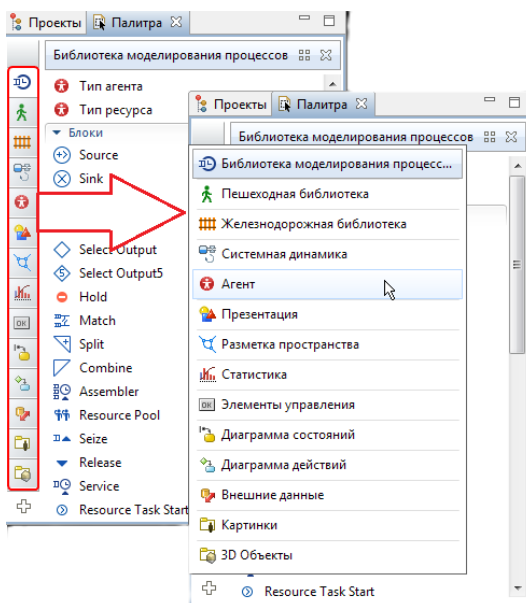 Проекты Палитра
Библиотека моделирования процессов
Тип агента
Тип ресурса
Блоки
Source
Sink
Select Output
Select Output5
Hold
Match
Split
Combine
Assembler
Resource Pool
Seize
Release
Service
Resource Task Start
OK
Проекты Палитра
Библиотека моделирования процессов
Библиотека моделирования процесс...
Пешеходная библиотека
Железнодорожная библиотека
Системная динамика
Агент
Презентация
Разметка пространства
Статистика
OK Элементы управления
Диаграмма состояний
Диаграмма действий
Внешние данные
Картинки
3D Объекты
Resource Task Start